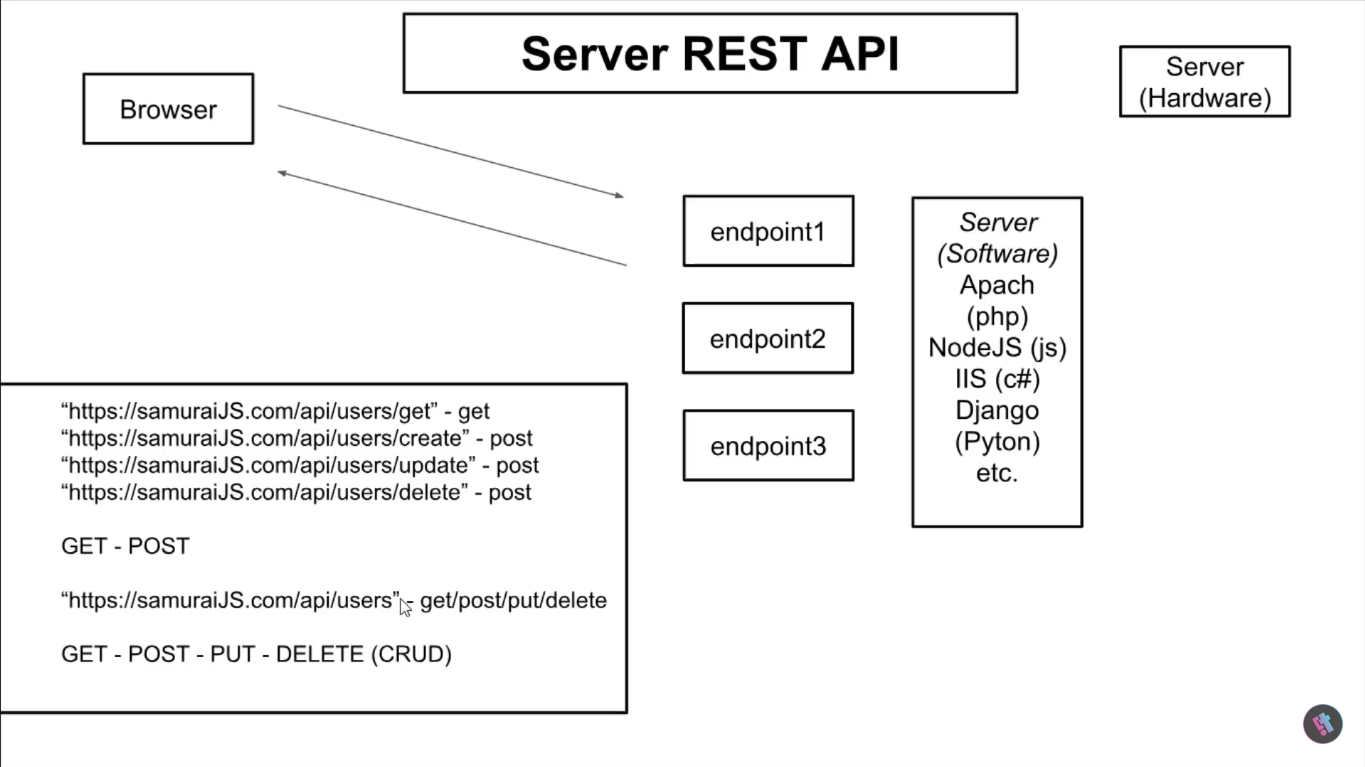 Server REST API
Browser
Server
(Hardware)
endpoint1
endpoint2
endpoint3
Server
(Software)
Apach
(php)
NodeJS (js)
IIS (c#)
Django
(Pyton)
etc.
“https://samuraiJS.com/api/users/get” - get
“https://samuraiJS.com/api/users/create” - post
“https://samuraiJS.com/api/users/update” - post
“https://samuraiJS.com/api/users/delete” - post
GET - POST
“https://samuraiJS.com/api/users” - get/post/put/delete
GET - POST - PUT - DELETE (CRUD)